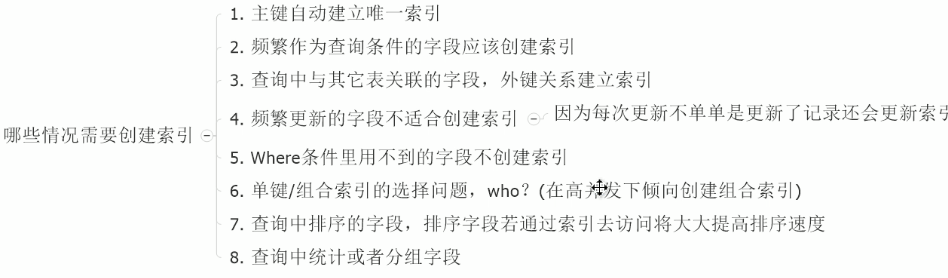 哪些情况需要创建索引
1. 主键自动建立唯一索引
2. 频繁作为查询条件的字段应该创建索引
3. 查询中与其它表关联的字段，外键关系建立索引
4. 频繁更新的字段不适合创建索引
因为每次更新不单单是更新了记录还会更新索引
5. Where条件里用不到的字段不创建索引
6. 单键/组合索引的选择问题，who？(在高并发下倾向创建组合索引)
7. 查询中排序的字段，排序字段若通过索引去访问将大大提高排序速度
8. 查询中统计或者分组字段